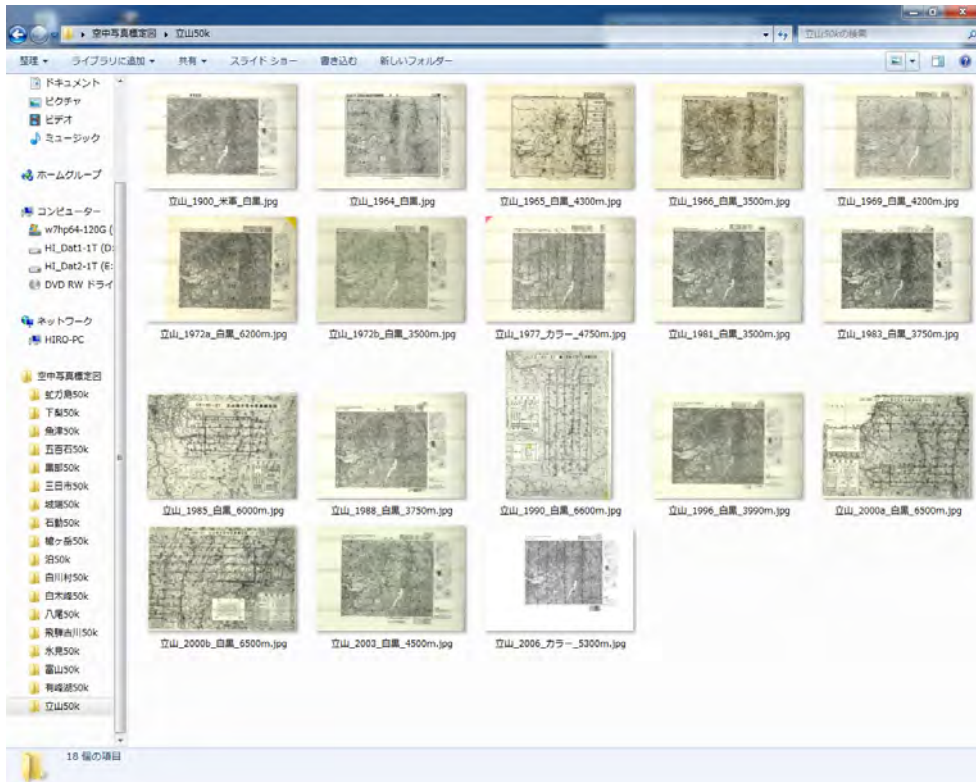 空中写真標定図 ▸ 立山50k
立山50kの検索
整理 ライブラリに追加 共有 スライド ショー 書き込む 新しいフォルダー
ドキュメント
ピクチャ
ビデオ
ミュージック
ホームグループ
コンピューター
w7hp64-120G (
HI_Dat1-1T (D:
HI_Dat2-1T (E:
DVD RW ドライ
ネットワーク
HIRO-PC
空中写真標定図
虻ガ島50k
下梨50k
魚津50k
五百石50k
黒部50k
三日市50k
城端50k
石動50k
槍ヶ岳50k
泊50k
白川村50k
白木峰50k
八尾50k
飛騨古川50k
氷見50k
富山50k
有峰湖50k
立山50k
立山_1900_米軍_白黒.jpg
立山_1964_白黒.jpg
立山_1965_白黒_4300m.jpg
立山_1966_白黒_3500m.jpg
立山_1969_白黒_4200m.jpg
立山_1972a_白黒_6200m.jpg
立山_1972b_白黒_3500m.jpg
立山_1977_カラー_4750m.jpg
立山_1981_白黒_3500m.jpg
立山_1983_白黒_3750m.jpg
立山_1985_白黒_6000m.jpg
立山_1988_白黒_3750m.jpg
立山_1990_白黒_6600m.jpg
立山_1996_白黒_3990m.jpg
立山_2000a_白黒_6500m.jpg
立山_2000b_白黒_6500m.jpg
立山_2003_白黒_4500m.jpg
立山_2006_カラー_5300m.jpg
18 個の項目